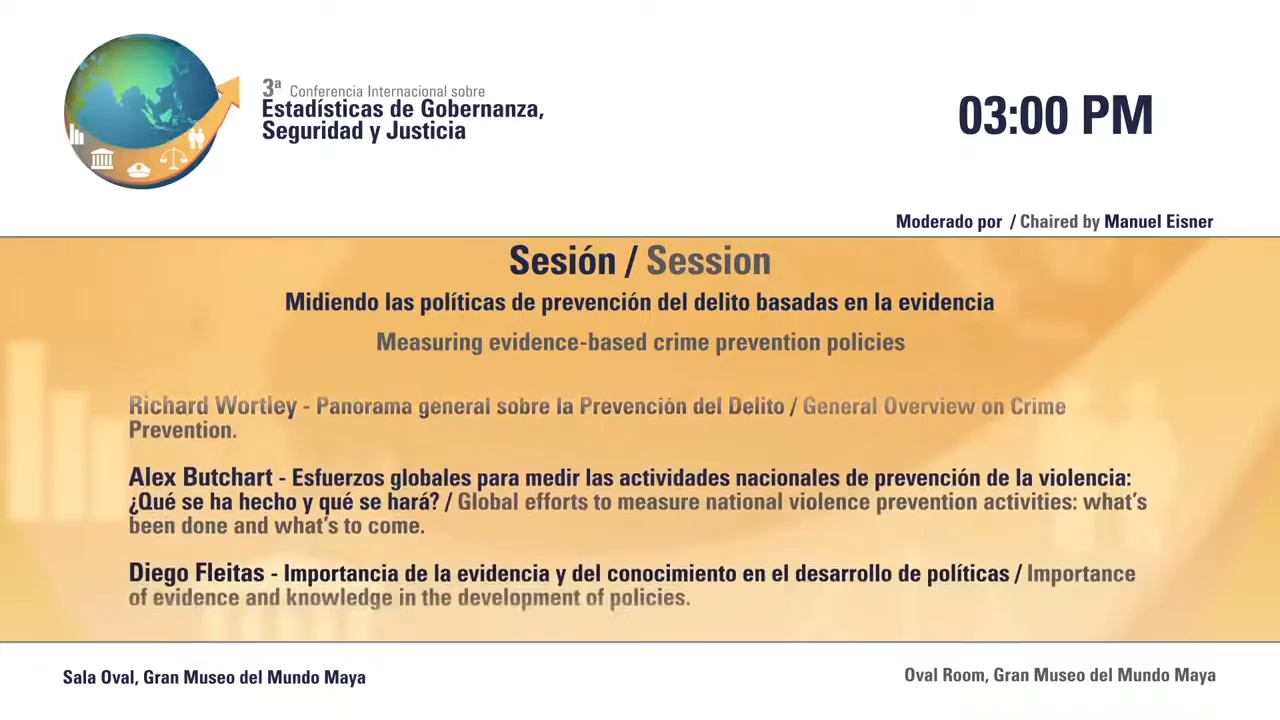 3ª Conferencia Internacional sobre
Estadísticas de Gobernanza,
Seguridad y Justicia
03:00 PM
Moderado por / Chaired by Manuel Eisner
Sesión / Session
Midiendo las políticas de prevención del delito basadas en la evidencia
Measuring evidence-based crime prevention policies
Richard Wortley - Panorama general sobre la Prevención del Delito / General Overview on Crime
Prevention.
Alex Butchart - Esfuerzos globales para medir las actividades nacionales de prevención de la violencia:
¿Qué se ha hecho y qué se hará? / Global efforts to measure national violence prevention activities: what's
been done and what's to come.
Diego Fleitas - Importancia de la evidencia y del conocimiento en el desarrollo de políticas / Importance
of evidence and knowledge in the development of policies.
Sala Oval, Gran Museo del Mundo Maya
Oval Room, Gran Museo del Mundo Maya